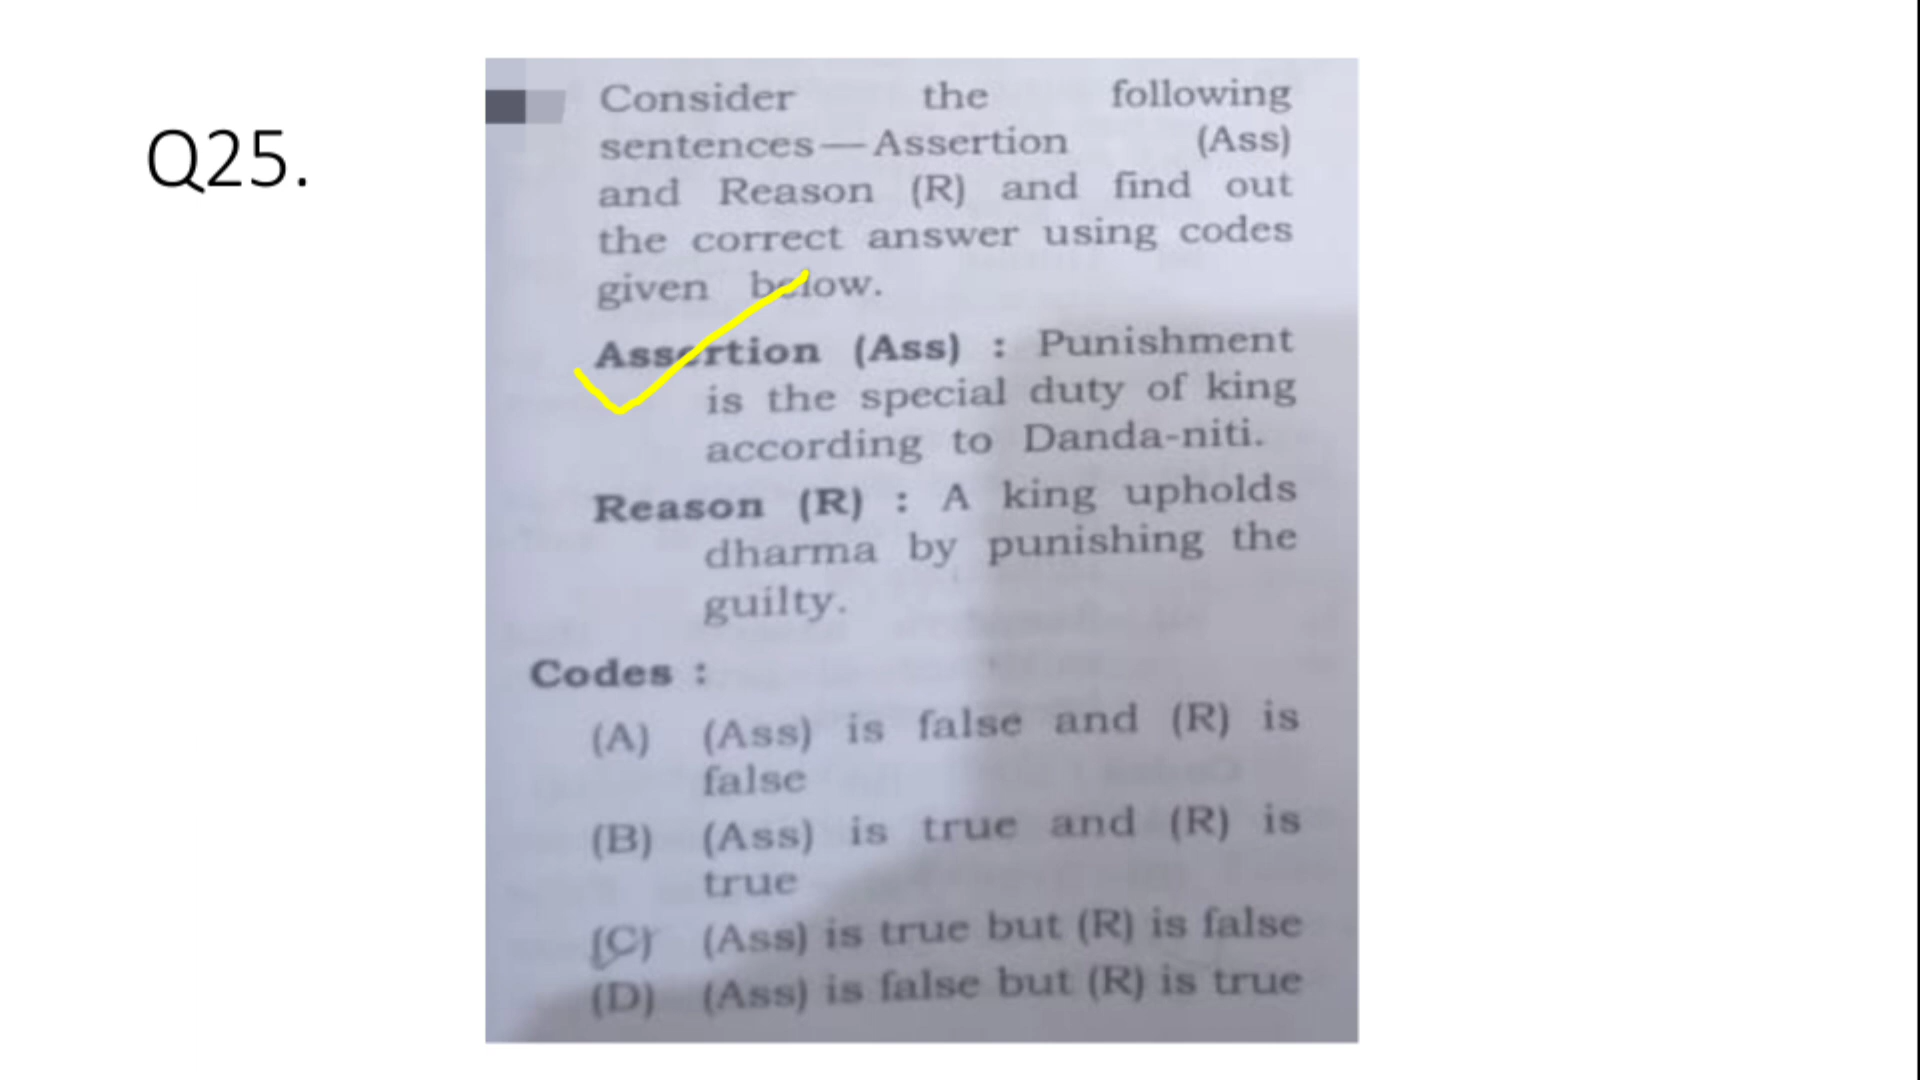 Q25.
Consider the following
sentences—Assertion (Ass)
and Reason (R) and find out
the correct answer using codes
given below.
Assertion (Ass) : Punishment
is the special duty of king
according to Danda-niti.
Reason (R) : A king upholds
dharma by punishing the
guilty.
Codes :
(A) (Ass) is false and (R) is
false
(B) (Ass) is true and (R) is
true
(C) (Ass) is true but (R) is false
(D) (Ass) is false but (R) is true